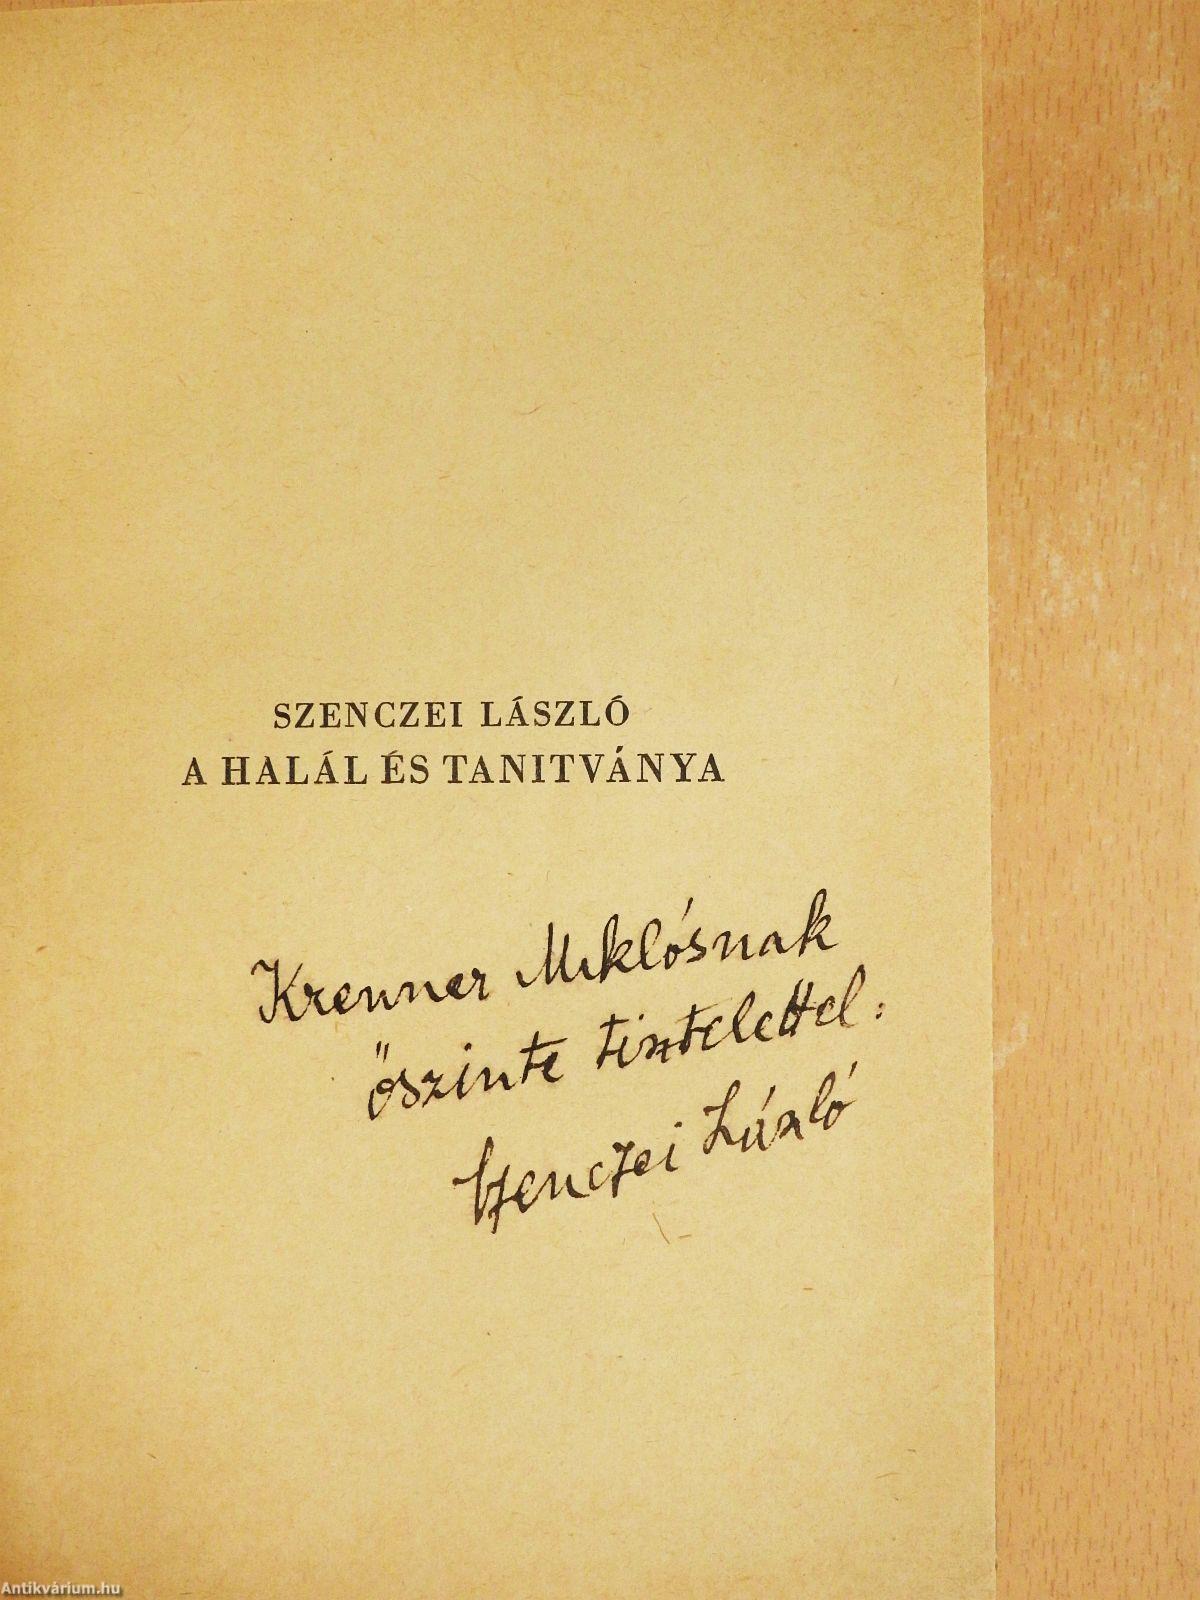 SZENCZEI LÁSZLÓ
A HALÁL ÉS TANITVÁNYA
Krenner Miklósnak
őszinte tisztelettel:
Szenczei László
Antikvárium.hu